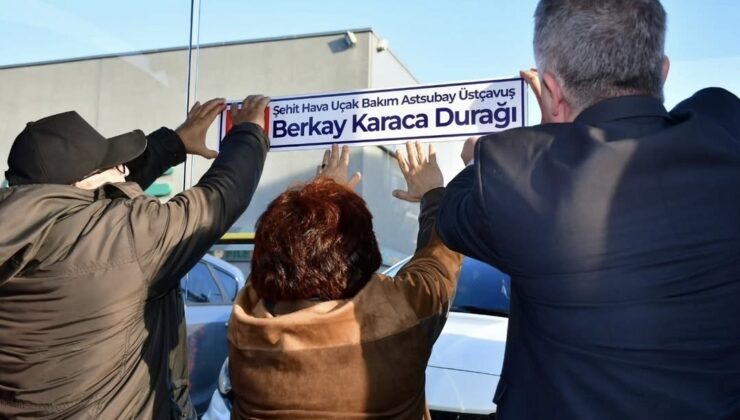 Şehit Hava Uçak Bakım Astsubay Üstçavuş
Berkay Karaca Durağı